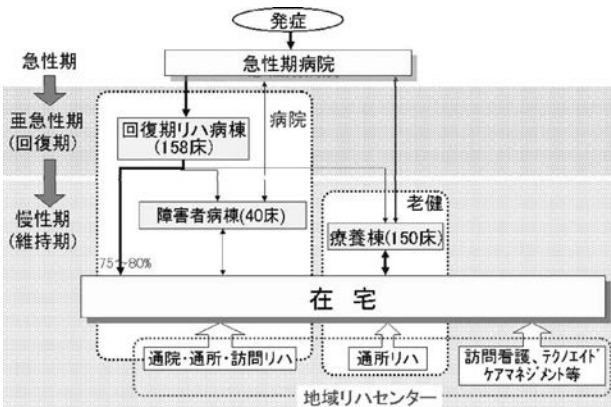 発症
急性期
急性期病院
亜急性期
(回復期)
回復期リハ病棟
(158床)
病院
慢性期
(維持期)
障害者病棟(40床)
老健
療養棟(150床)
75~80%
在 宅
通院・通所・訪問リハ
通所リハ
訪問看護、テクノエイド
ケアマネジメント等
地域リハセンター